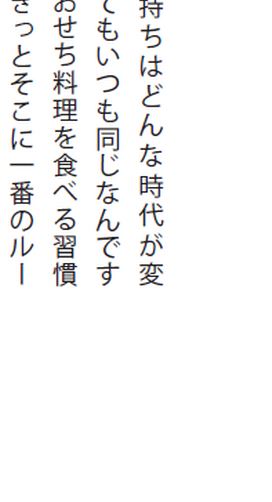 持ちはどんな時代が変
てもいつも同じなんです
おせち料理を食べる習慣
きっとそこに一番のルー